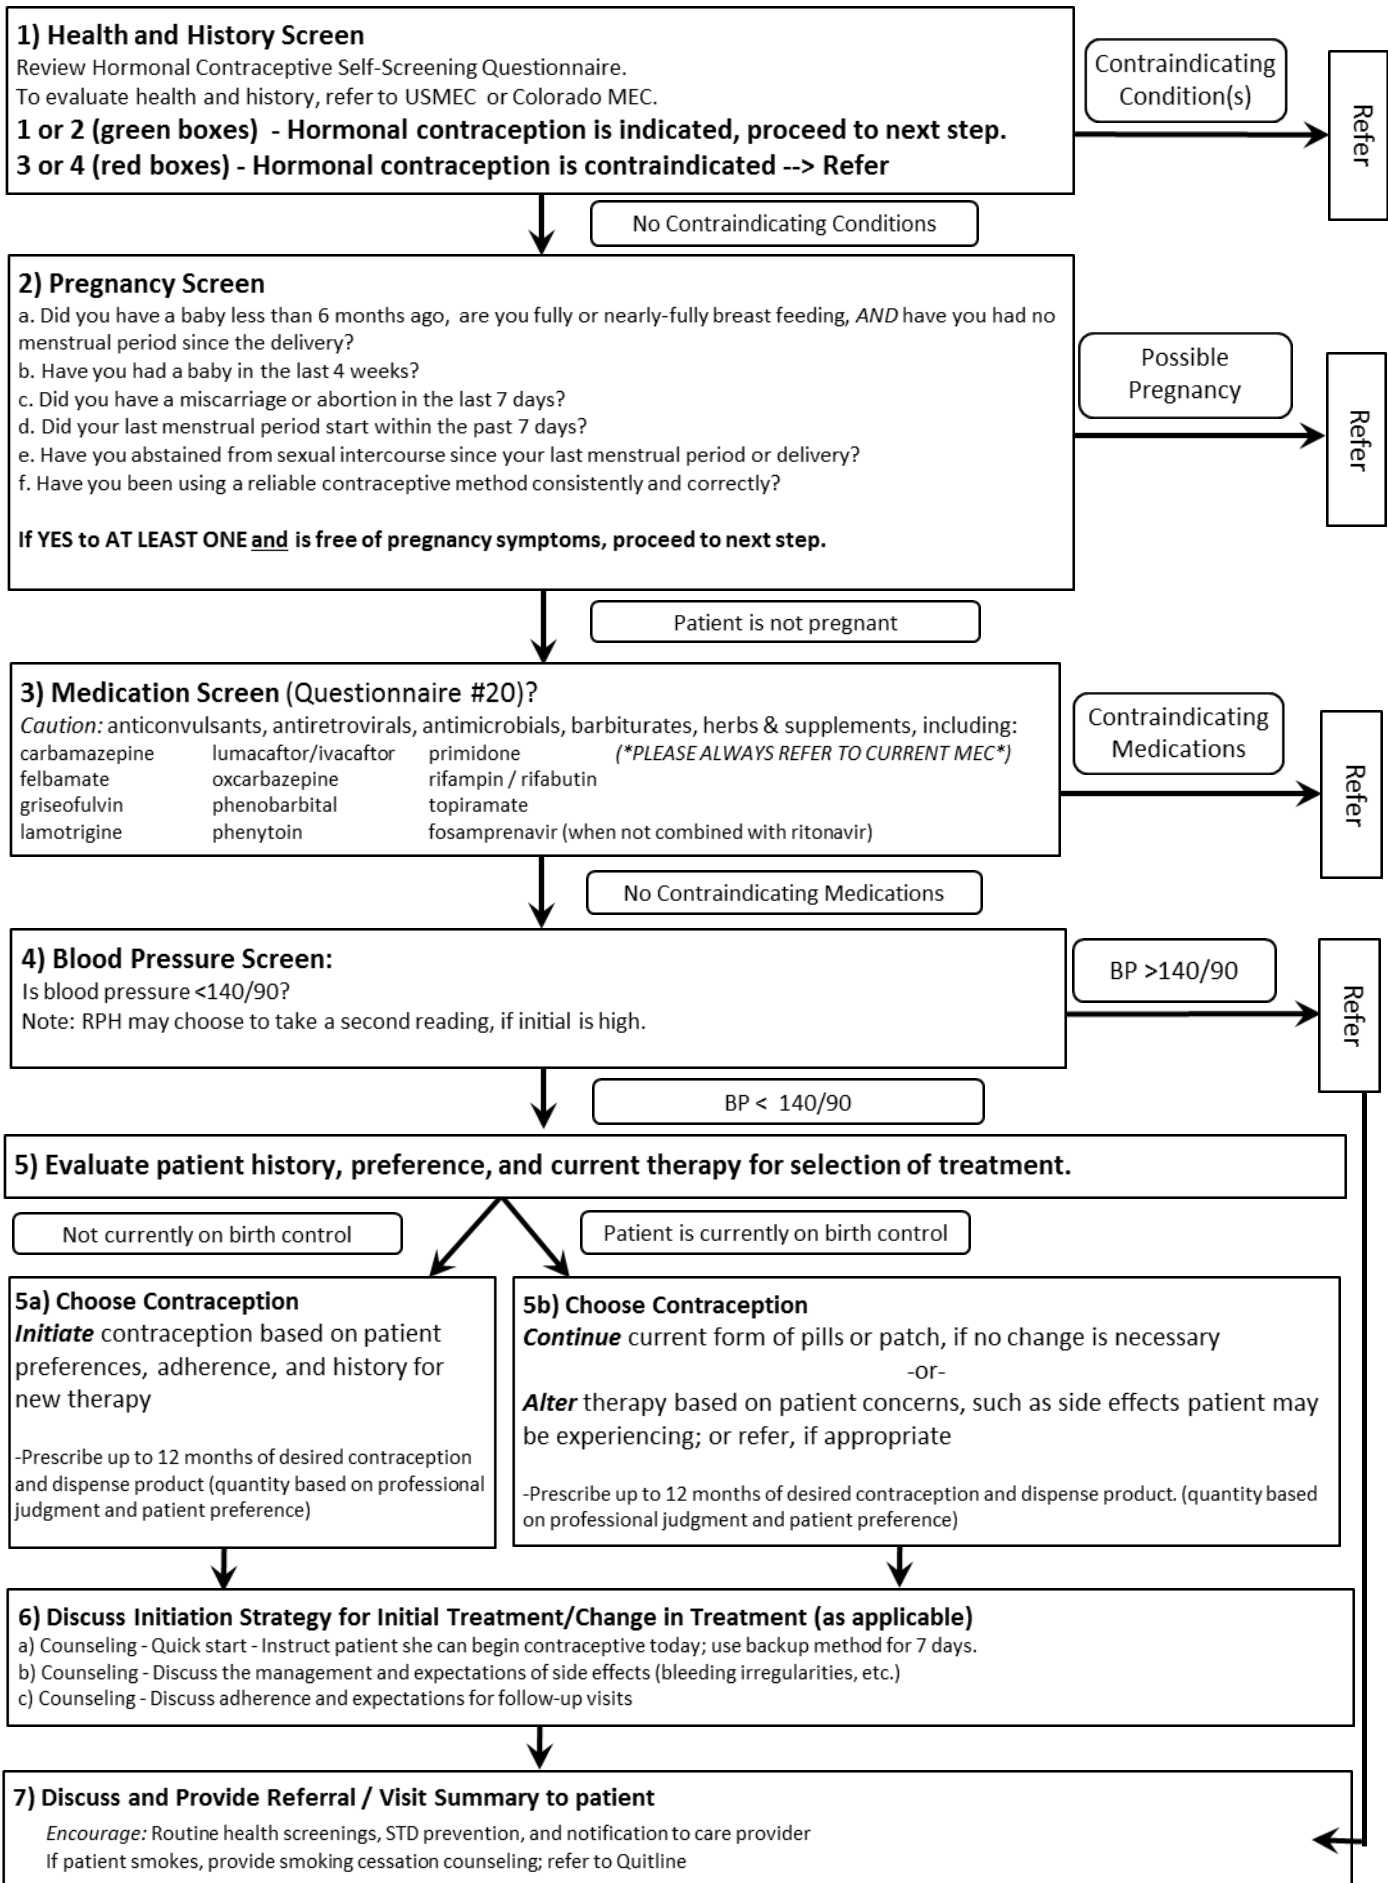 1) Health and History Screen
Review Hormonal Contraceptive Self-Screening Questionnaire.
To evaluate health and history, refer to USMEC or Colorado MEC.
1 or 2 (green boxes) - Hormonal contraception is indicated, proceed to next step.
3 or 4 (red boxes) - Hormonal contraception is contraindicated --> Refer
Contraindicating
Condition(s)
Refer
No Contraindicating Conditions
2) Pregnancy Screen
a. Did you have a baby less than 6 months ago, are you fully or nearly-fully breast feeding, AND have you had no
menstrual period since the delivery?
b. Have you had a baby in the last 4 weeks?
c. Did you have a miscarriage or abortion in the last 7 days?
d. Did your last menstrual period start within the past 7 days?
e. Have you abstained from sexual intercourse since your last menstrual period or delivery?
f. Have you been using a reliable contraceptive method consistently and correctly?
If YES to AT LEAST ONE and is free of pregnancy symptoms, proceed to next step.
Possible
Pregnancy
Refer
Patient is not pregnant
3) Medication Screen (Questionnaire #20)?
Caution: anticonvulsants, antiretrovirals, antimicrobials, barbiturates, herbs & supplements, including:
carbamazepine lumacaftor/ivacaftor primidone (*PLEASE ALWAYS REFER TO CURRENT MEC*)
felbamate oxcarbazepine rifampin / rifabutin
griseofulvin phenobarbital topiramate
lamotrigine phenytoin fosamprenavir (when not combined with ritonavir)
Contraindicating
Medications
Refer
No Contraindicating Medications
4) Blood Pressure Screen:
Is blood pressure <140/90?
Note: RPH may choose to take a second reading, if initial is high.
BP >140/90
Refer
BP < 140/90
5) Evaluate patient history, preference, and current therapy for selection of treatment.
Not currently on birth control
Patient is currently on birth control
5a) Choose Contraception
Initiate contraception based on patient
preferences, adherence, and history for
new therapy
-Prescribe up to 12 months of desired contraception
and dispense product (quantity based on professional
judgment and patient preference)
5b) Choose Contraception
Continue current form of pills or patch, if no change is necessary
-or-
Alter therapy based on patient concerns, such as side effects patient may
be experiencing; or refer, if appropriate
-Prescribe up to 12 months of desired contraception and dispense product. (quantity based
on professional judgment and patient preference)
6) Discuss Initiation Strategy for Initial Treatment/Change in Treatment (as applicable)
a) Counseling - Quick start - Instruct patient she can begin contraceptive today; use backup method for 7 days.
b) Counseling - Discuss the management and expectations of side effects (bleeding irregularities, etc.)
c) Counseling - Discuss adherence and expectations for follow-up visits
7) Discuss and Provide Referral / Visit Summary to patient
Encourage: Routine health screenings, STD prevention, and notification to care provider
If patient smokes, provide smoking cessation counseling; refer to Quitline